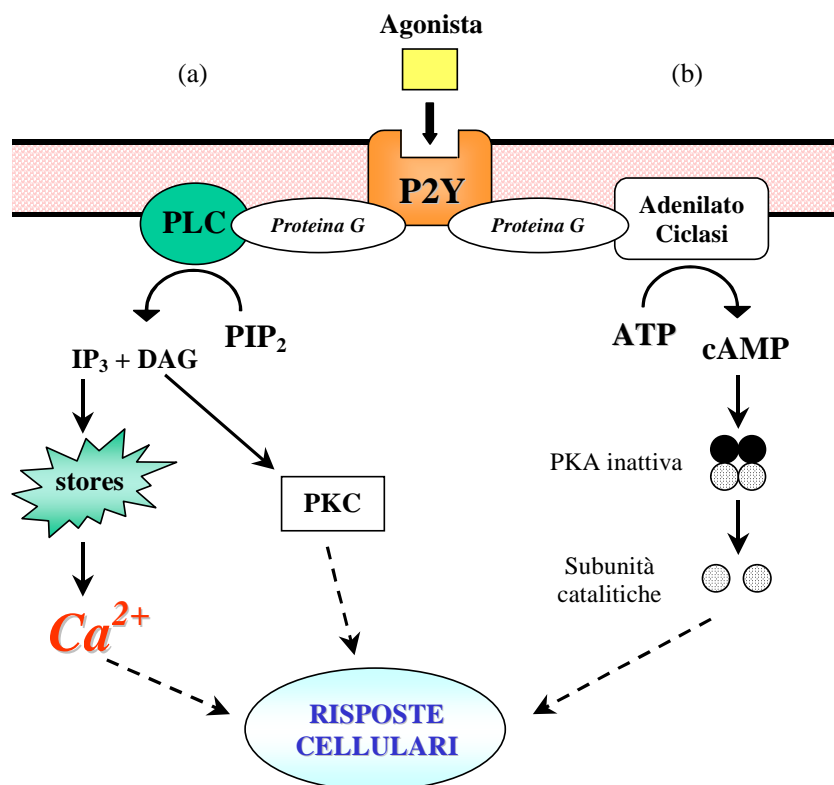 Agonista
(a)
(b)
P2Y
PLC
Proteina G
Proteina G
Adenilato
Ciclasi
PIP₂
ATP
cAMP
IP₃ + DAG
stores
PKC
PKA inattiva
Subunità
catalitiche
Ca²⁺
RISPOSTE
CELLULARI